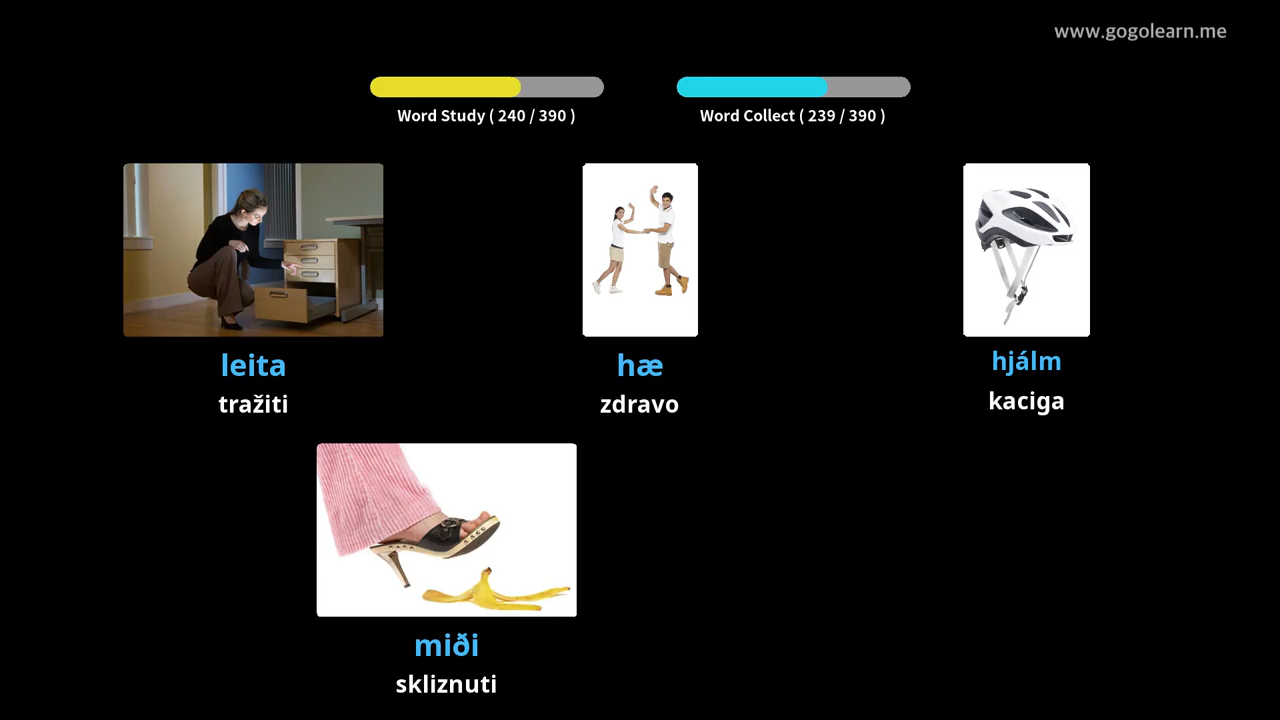 www.gogolearn.me
Word Study ( 240 / 390 )
Word Collect ( 239 / 390 )
leita
tražiti
hæ
zdravo
hjálm
kaciga
miði
skliznuti